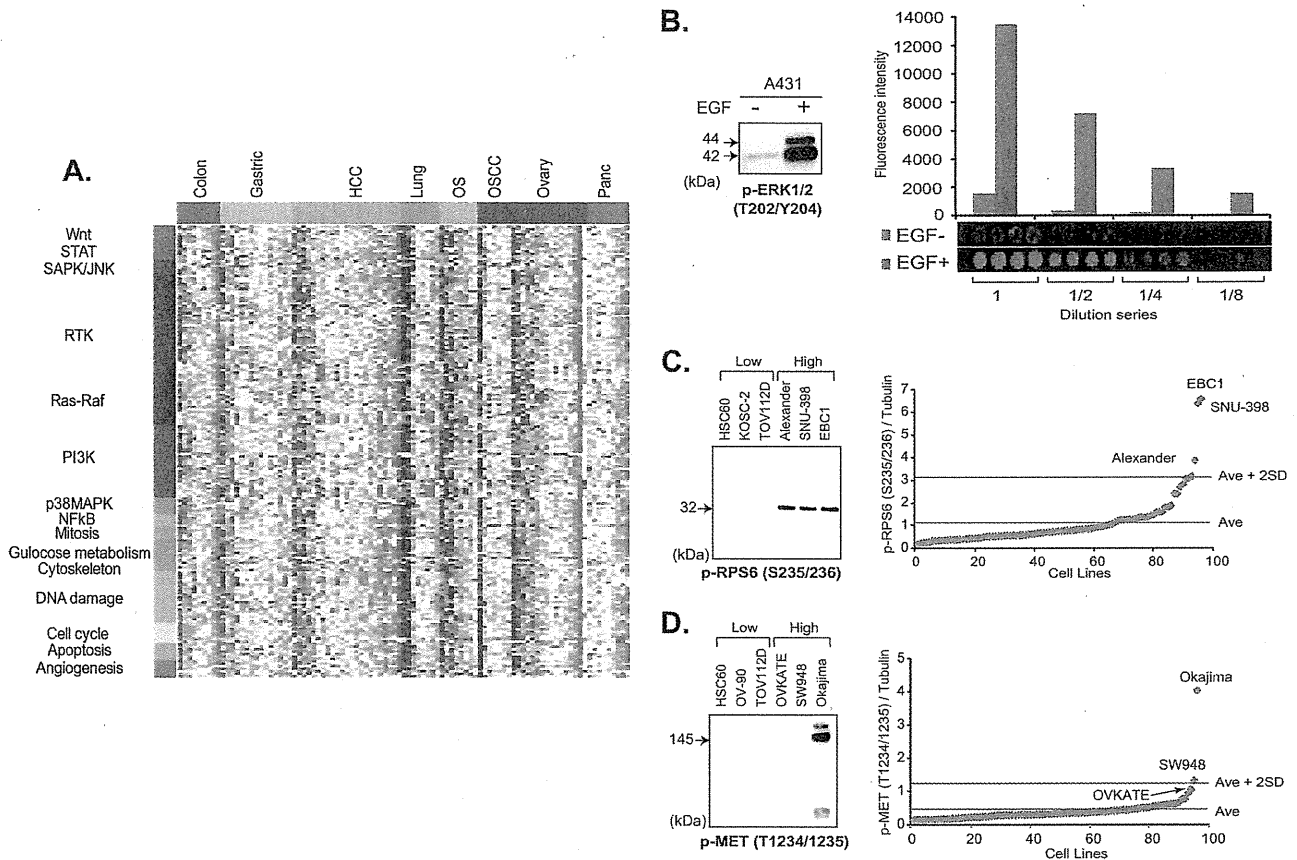 A.
Colon
Gastric
HCC
Lung
OS
OSCC
Ovary
Panc
Wnt
STAT
SAPK/JNK
RTK
Ras-Raf
PI3K
p38MAPK
NFkB
Mitosis
Gulocose metabolism
Cytoskeleton
DNA damage
Cell cycle
Apoptosis
Angiogenesis
B.
A431
EGF - +
44
42
(kDa)
p-ERK1/2
(T202/Y204)
Fluorescence intensity
14000
12000
10000
8000
6000
4000
2000
0
EGF-
EGF+
1 1/2 1/4 1/8
Dilution series
C.
Low High
HSC60
KOSC-2
TOV112D
Alexander
SNU-398
EBC1
32
(kDa)
p-RPS6 (S235/236)
p-RPS6 (S235/236) / Tubulin
7
6
5
4
3
2
1
0
EBC1
SNU-398
Alexander
Ave + 2SD
Ave
0 20 40 60 80 100
Cell Lines
D.
Low High
HSC60
OV-90
TOV112D
OVKATE
SW948
Okajima
145
(kDa)
p-MET (T1234/1235)
p-MET (T1234/1235) / Tubulin
5
4
3
2
1
0
Okajima
SW948
OVKATE
Ave + 2SD
Ave
0 20 40 60 80 100
Cell Lines